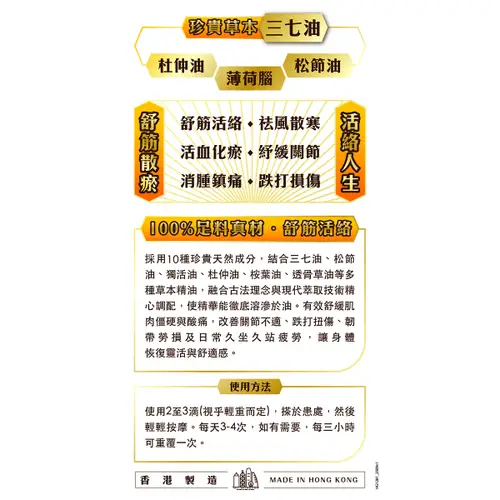 珍貴草本 三七油
杜仲油 松節油
薄荷腦
舒筋散瘀
舒筋活絡・祛風散寒
活血化瘀・紓緩關節
消腫鎮痛・跌打損傷
活絡人生
100%足料真材・舒筋活絡
採用10種珍貴天然成分，結合三七油、松節
油、獨活油、杜仲油、桉葉油、透骨草油等多
種草本精油，融合古法理念與現代萃取技術精
心調配，使精華能徹底溶滲於油。有效舒緩肌
肉僵硬與酸痛，改善關節不適、跌打扭傷、韌
帶勞損及日常久坐久站疲勞，讓身體
恢復靈活與舒適感。
使用方法
使用2至3滴(視乎輕重而定)，搽於患處，然後
輕輕按摩。每天3-4次，如有需要，每三小時
可重覆一次。
香港製造 MADE IN HONG KONG